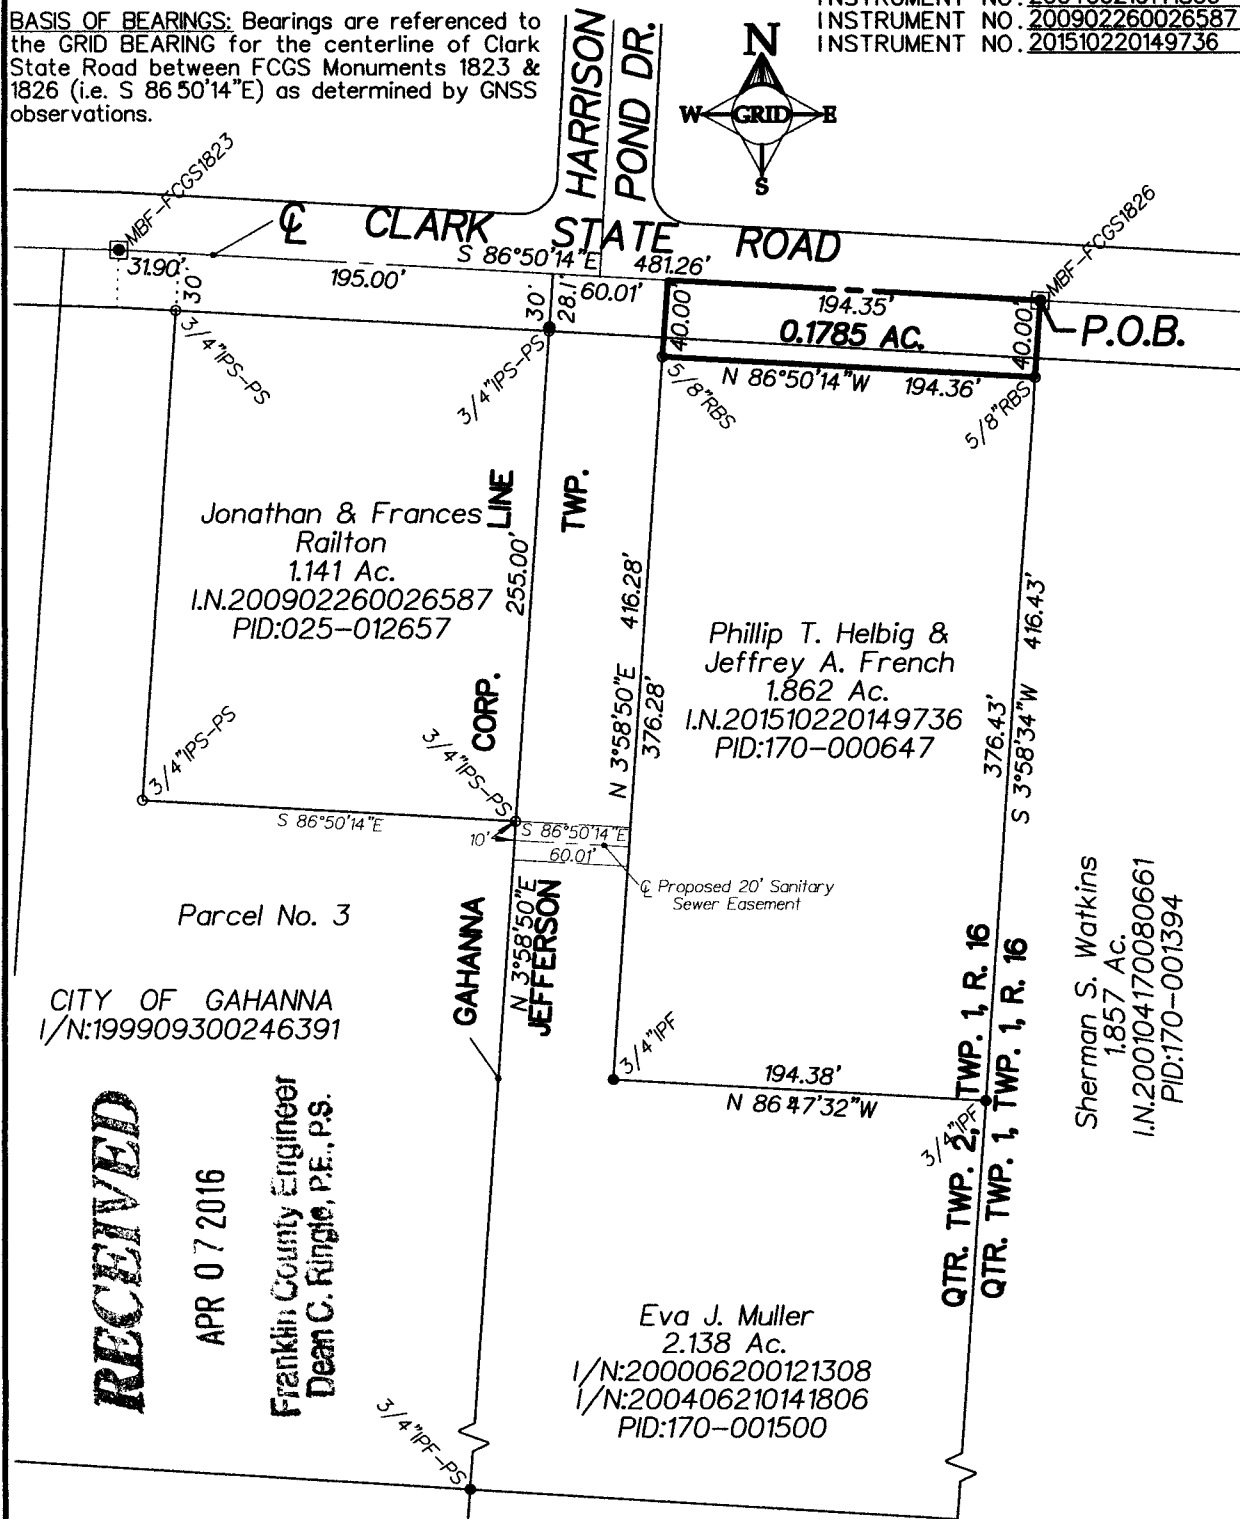 BASIS OF BEARINGS: Bearings are referenced to
the GRID BEARING for the centerline of Clark
State Road between FCGS Monuments 1823 &
1826 (i.e. S 86 50'14"E) as determined by GNSS
observations.
INSTRUMENT NO.
INSTRUMENT NO. 200902260026587
INSTRUMENT NO. 201510220149736
HARRISON
POND DR.
N
W GRID E
S
MBF-FCGS1823
MBF-FCGS1826
℄ CLARK STATE ROAD
S 86°50'14"E 481.26'
31.90'
30'
195.00'
30'
28.1'
60.01'
40.00'
194.35'
0.1785 AC.
40.00'
P.O.B.
N 86°50'14"W 194.36'
3/4"IPS-PS
3/4"IPS-PS
5/8"RBS
5/8"RBS
Jonathan & Frances
Railton
1.141 Ac.
I.N.200902260026587
PID:025-012657
LINE
TWP.
255.00'
CORP.
416.28'
N 3°58'50"E
376.28'
Phillip T. Helbig &
Jeffrey A. French
1.862 Ac.
I.N.201510220149736
PID:170-000647
416.43'
376.43'
S 3°58'34"W
3/4"IPS-PS
3/4"IPS-PS
S 86°50'14"E
10'
S 86°50'14"E
60.01'
℄ Proposed 20' Sanitary
Sewer Easement
Parcel No. 3
GAHANNA
N 3°58'50"E
JEFFERSON
CITY OF GAHANNA
I/N:199909300246391
Sherman S. Watkins
1.857 Ac.
I.N.200104170080661
PID:170-001394
3/4"IPF
194.38'
N 86 47'32"W
3/4"IPF
QTR. TWP. 2, TWP. 1, R. 16
QTR. TWP. 1, TWP. 1, R. 16
RECEIVED
APR 07 2016
Franklin County Engineer
Dean C. Ringle, P.E., P.S.
Eva J. Muller
2.138 Ac.
I/N:200006200121308
I/N:200406210141806
PID:170-001500
3/4"IPF-PS